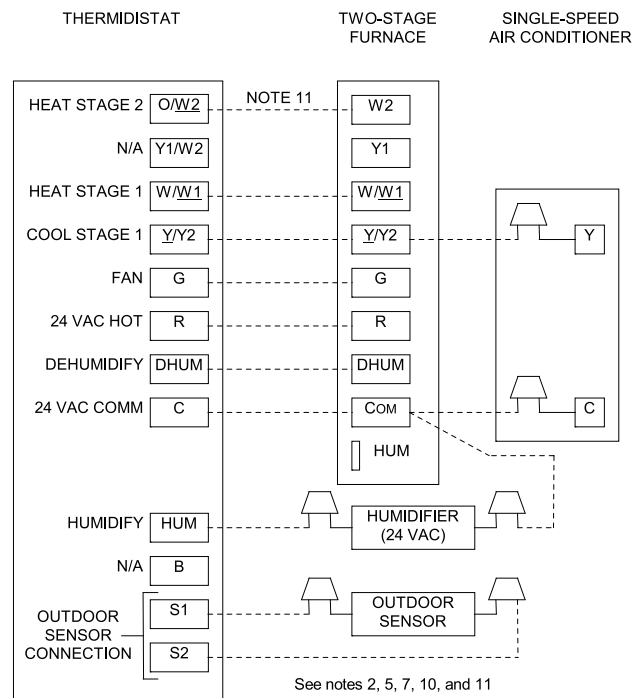 THERMIDISTAT
TWO-STAGE
FURNACE
SINGLE-SPEED
AIR CONDITIONER
HEAT STAGE 2 O/W2 NOTE 11 W2
N/A Y1/W2 Y1
HEAT STAGE 1 W/W1 W/W1
COOL STAGE 1 Y/Y2 Y/Y2 Y
FAN G G
24 VAC HOT R R
DEHUMIDIFY DHUM DHUM
24 VAC COMM C COM C
HUM
HUMIDIFY HUM HUMIDIFIER
(24 VAC)
N/A B
OUTDOOR
SENSOR
CONNECTION
S1
S2
OUTDOOR
SENSOR
See notes 2, 5, 7, 10, and 11